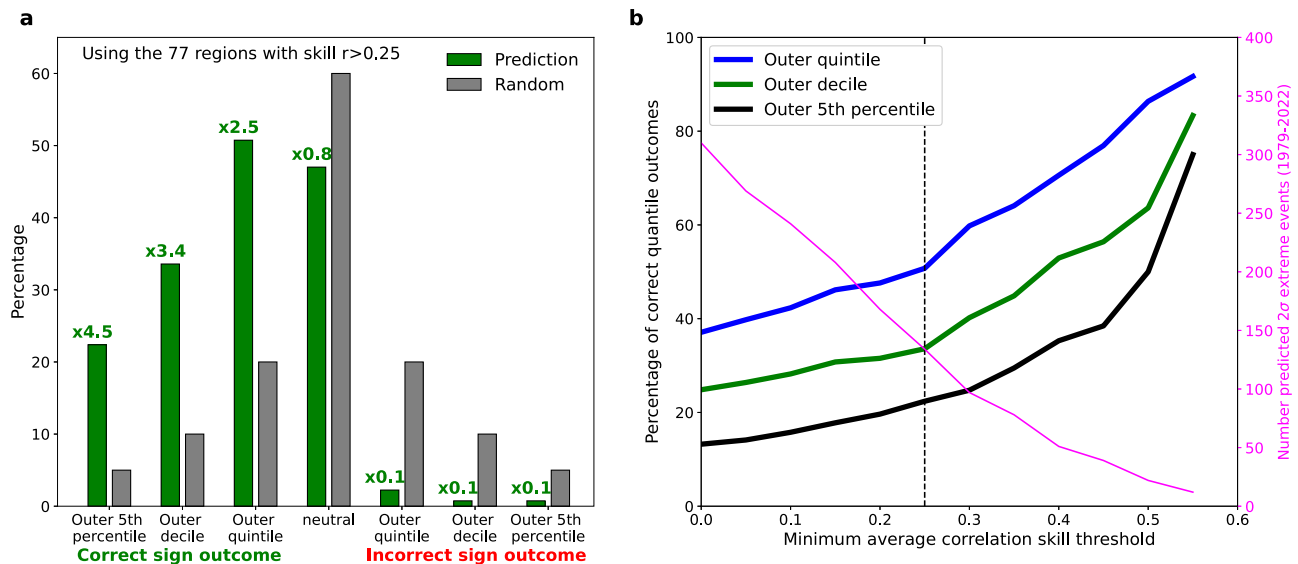 a
Using the 77 regions with skill r>0.25
Prediction
Random
Percentage
60
50
40
30
20
10
0
x4.5
x3.4
x2.5
x0.8
x0.1
x0.1
x0.1
Outer 5th
percentile
Outer
decile
Outer
quintile
neutral
Outer
quintile
Outer
decile
Outer 5th
percentile
Correct sign outcome
Incorrect sign outcome
b
Outer quintile
Outer decile
Outer 5th percentile
Percentage of correct quantile outcomes
100
80
60
40
20
0
0.0
0.1
0.2
0.3
0.4
0.5
0.6
Minimum average correlation skill threshold
400
350
300
250
200
150
100
50
0
Number predicted 2σ extreme events (1979-2022)